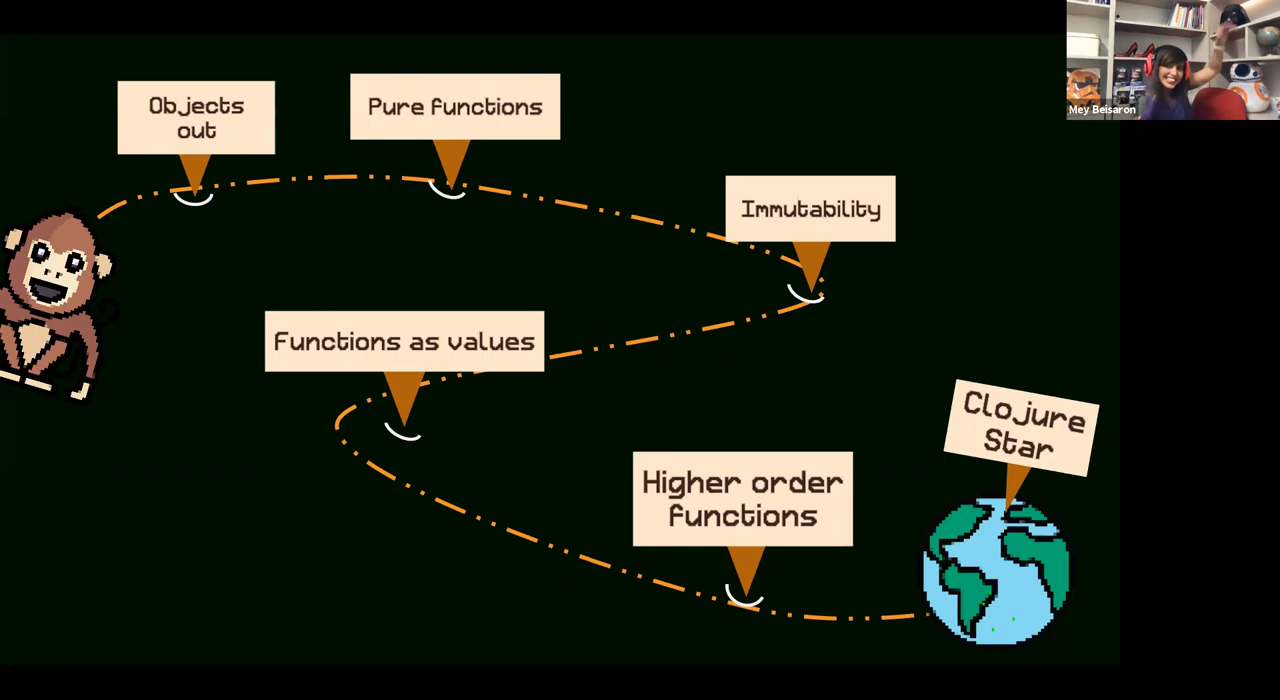 Objects
out
Pure functions
Mey Beisaron
Immutability
Functions as values
Clojure
Star
Higher order
functions